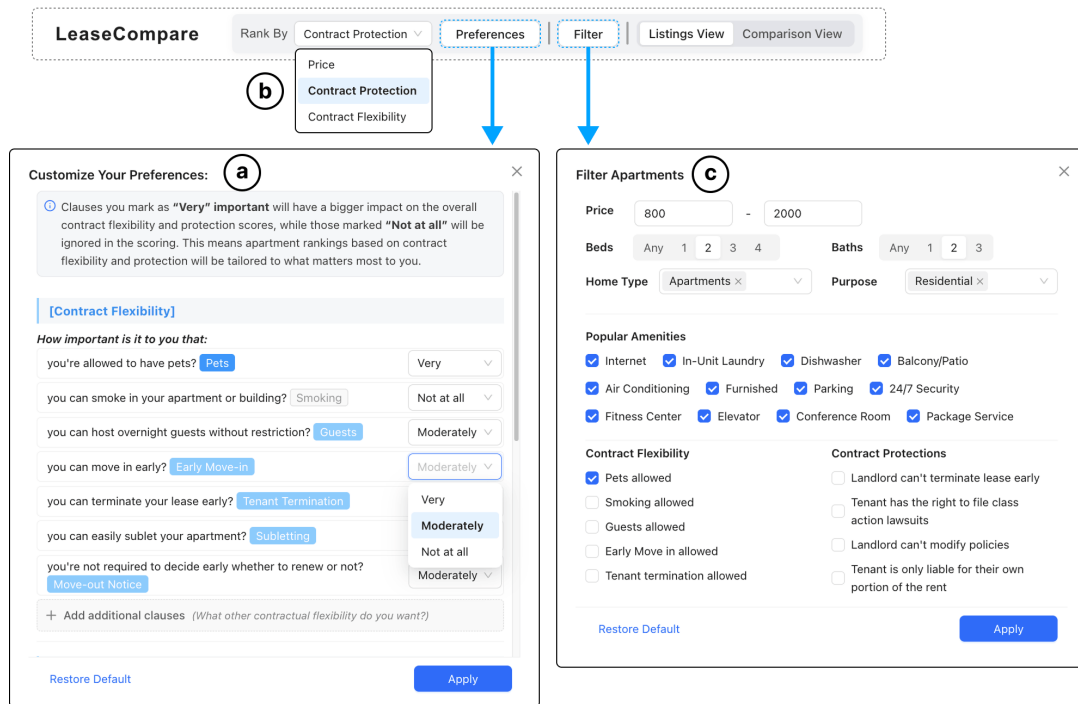 LeaseCompare
Rank By Contract Protection Preferences Filter Listings View Comparison View
b
Price
Contract Protection
Contract Flexibility
a
Customize Your Preferences:
Clauses you mark as “Very” important will have a bigger impact on the overall
contract flexibility and protection scores, while those marked “Not at all” will be
ignored in the scoring. This means apartment rankings based on contract
flexibility and protection will be tailored to what matters most to you.
[Contract Flexibility]
How important is it to you that:
you're allowed to have pets? Pets Very
you can smoke in your apartment or building? Smoking Not at all
you can host overnight guests without restriction? Guests Moderately
you can move in early? Early Move-in Moderately
you can terminate your lease early? Tenant Termination
Very
Moderately
Not at all
you can easily sublet your apartment? Subletting
you're not required to decide early whether to renew or not?
Move-out Notice Moderately
+ Add additional clauses (What other contractual flexibility do you want?)
Restore Default Apply
c
Filter Apartments
Price 800 - 2000
Beds Any 1 2 3 4 Baths Any 1 2 3
Home Type Apartments × Purpose Residential ×
Popular Amenities
Internet In-Unit Laundry Dishwasher Balcony/Patio
Air Conditioning Furnished Parking 24/7 Security
Fitness Center Elevator Conference Room Package Service
Contract Flexibility
Pets allowed
Smoking allowed
Guests allowed
Early Move in allowed
Tenant termination allowed
Contract Protections
Landlord can't terminate lease early
Tenant has the right to file class
action lawsuits
Landlord can't modify policies
Tenant is only liable for their own
portion of the rent
Restore Default Apply